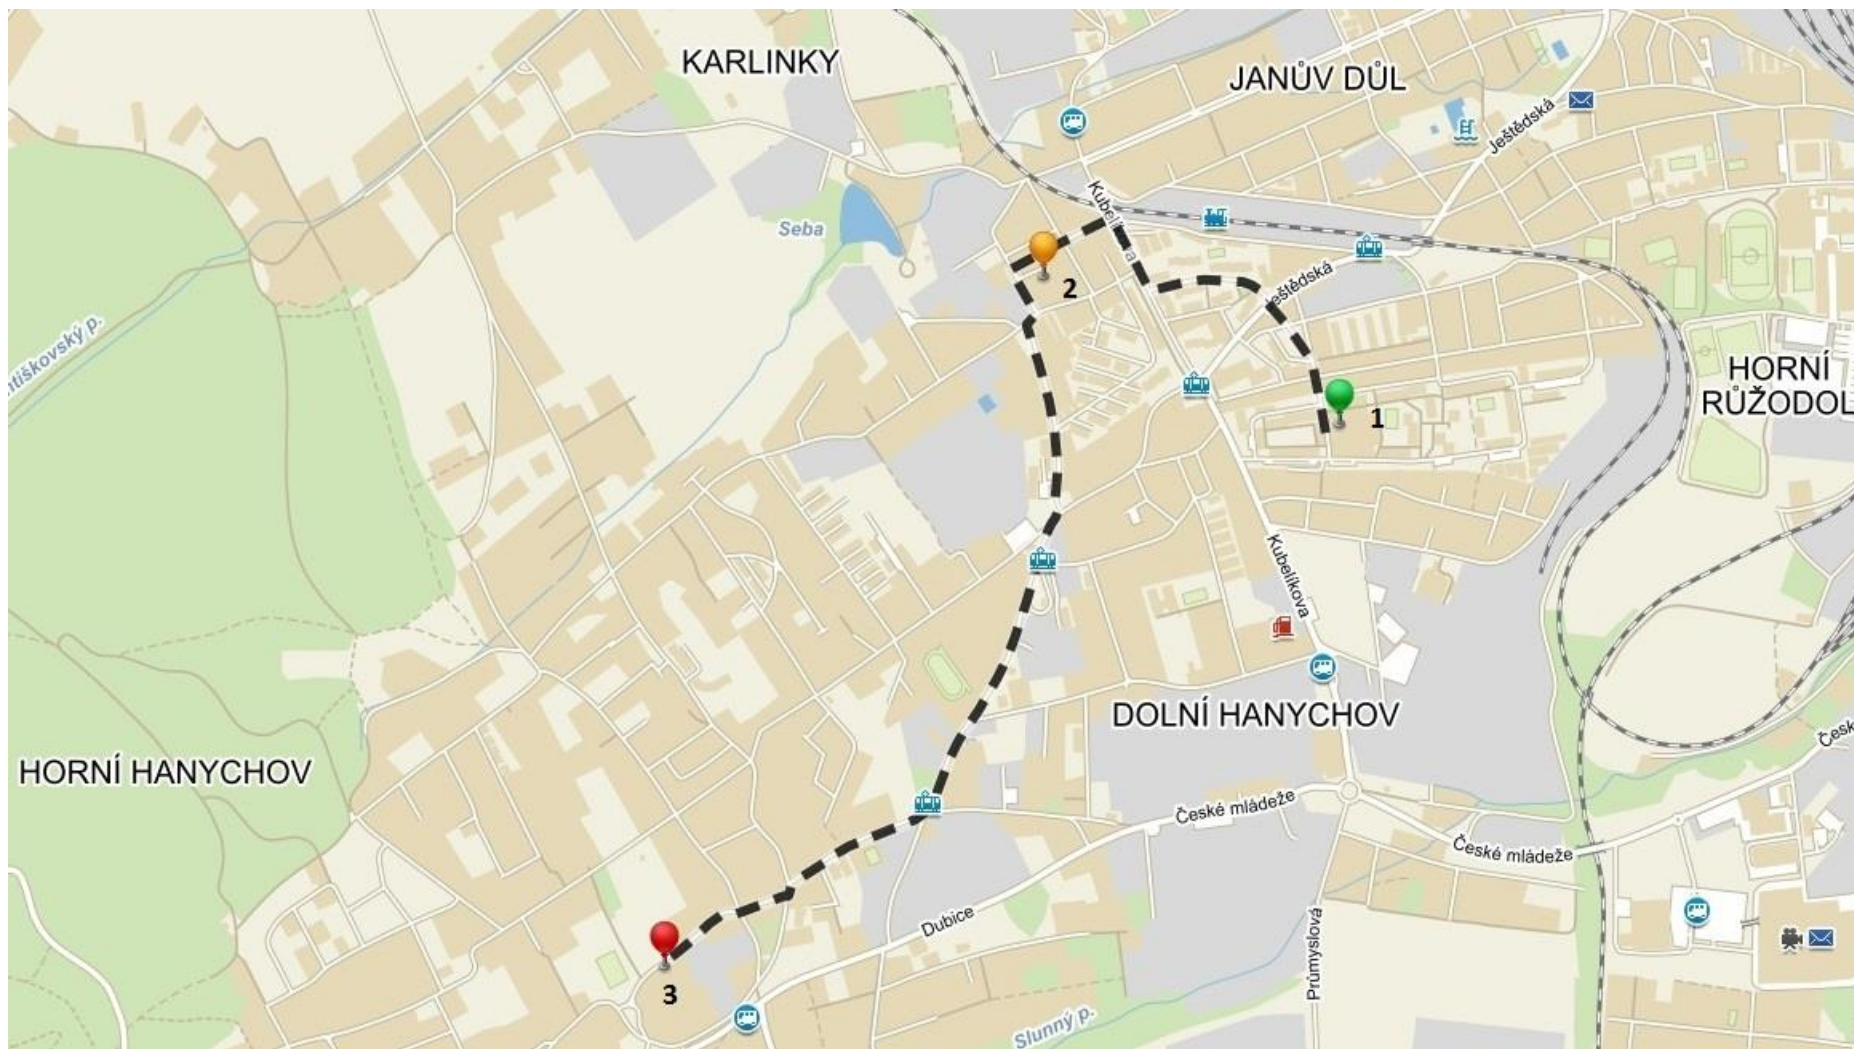 KARLINKY
JANŮV DŮL
Ještědská
Kubelíkova
Seba
2
Ještědská
HORNÍ
RŮŽODOL
1
Kubelíkova
DOLNÍ HANYCHOV
HORNÍ HANYCHOV
České mládeže
České mládeže
Dubice
Průmyslová
3
Slunný p.